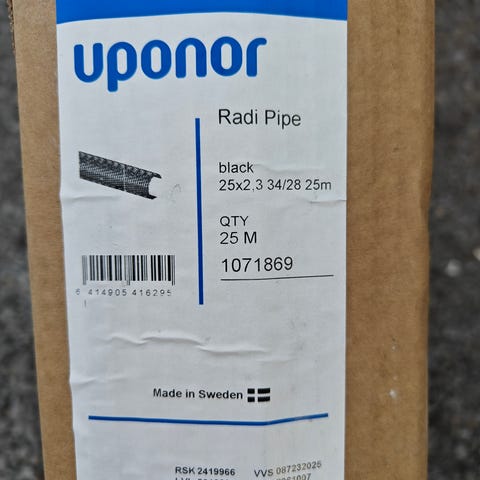 uponor
Radi Pipe
black
25x2,3 34/28 25m
QTY
25 M
1071869
6 414905 416295
Made in Sweden
RSK 2419966 VVS 087232025